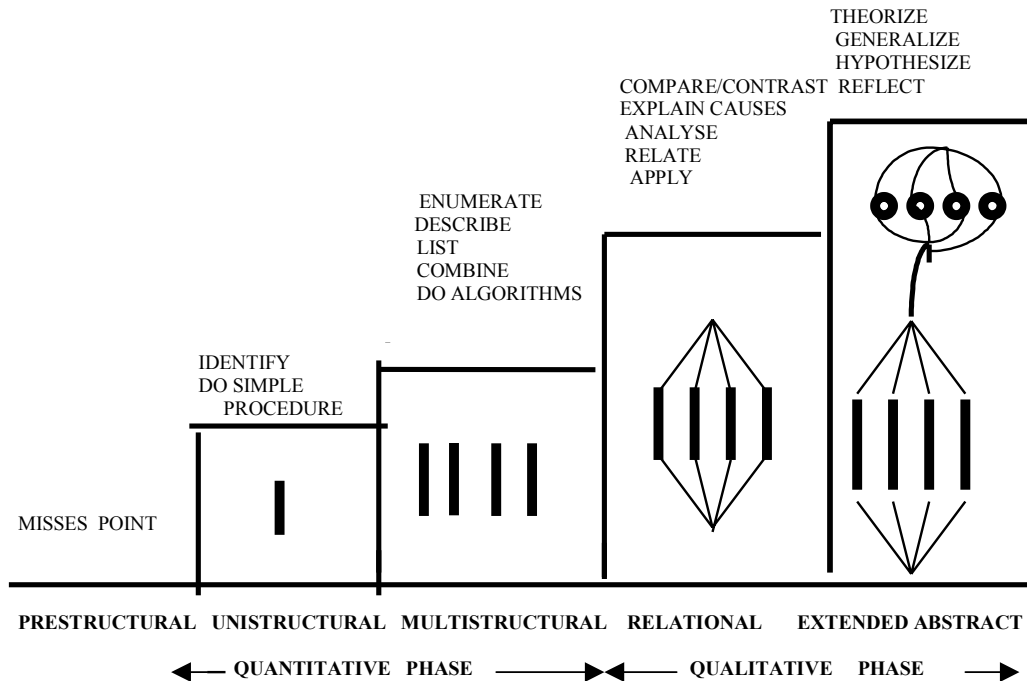 THEORIZE
GENERALIZE
HYPOTHESIZE
REFLECT
COMPARE/CONTRAST
EXPLAIN CAUSES
ANALYSE
RELATE
APPLY
ENUMERATE
DESCRIBE
LIST
COMBINE
DO ALGORITHMS
IDENTIFY
DO SIMPLE
PROCEDURE
MISSES POINT
PRESTRUCTURAL UNISTRUCTURAL MULTISTRUCTURAL RELATIONAL EXTENDED ABSTRACT
QUANTITATIVE PHASE QUALITATIVE PHASE